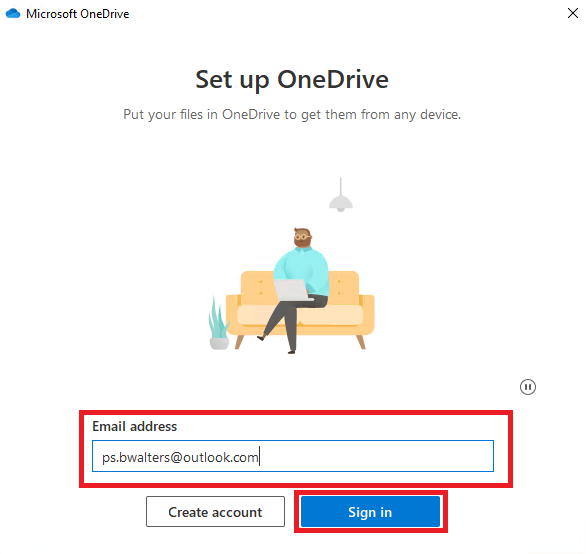 Microsoft OneDrive
Set up OneDrive
Put your files in OneDrive to get them from any device.
Email address
ps.bwalters@outlook.com
Create account
Sign in